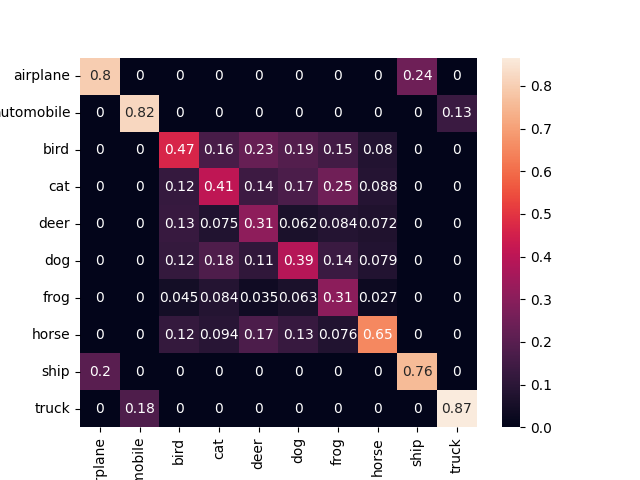 airplane 0.8 0 0 0 0 0 0 0 0.24 0
utomobile 0 0.82 0 0 0 0 0 0 0 0.13
bird 0 0 0.47 0.16 0.23 0.19 0.15 0.08 0 0
cat 0 0 0.12 0.41 0.14 0.17 0.25 0.088 0 0
deer 0 0 0.13 0.075 0.31 0.062 0.084 0.072 0 0
dog 0 0 0.12 0.18 0.11 0.39 0.14 0.079 0 0
frog 0 0 0.045 0.084 0.035 0.063 0.31 0.027 0 0
horse 0 0 0.12 0.094 0.17 0.13 0.076 0.65 0 0
ship 0.2 0 0 0 0 0 0 0 0.76 0
truck 0 0.18 0 0 0 0 0 0 0 0.87
rplane mobile bird cat deer dog frog horse ship truck
0.8
0.7
0.6
0.5
0.4
0.3
0.2
0.1
0.0